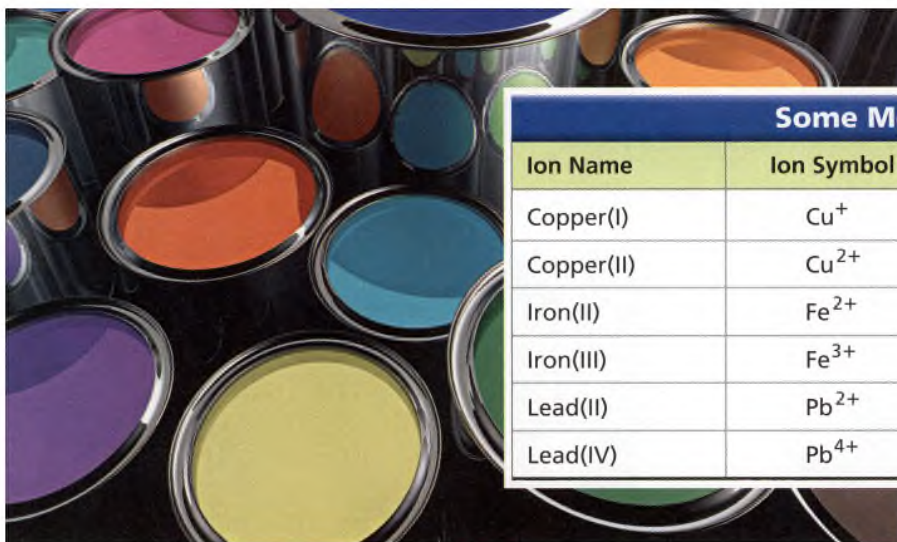 Some M
Ion Name Ion Symbol
Copper(I) Cu⁺
Copper(II) Cu²⁺
Iron(II) Fe²⁺
Iron(III) Fe³⁺
Lead(II) Pb²⁺
Lead(IV) Pb⁴⁺